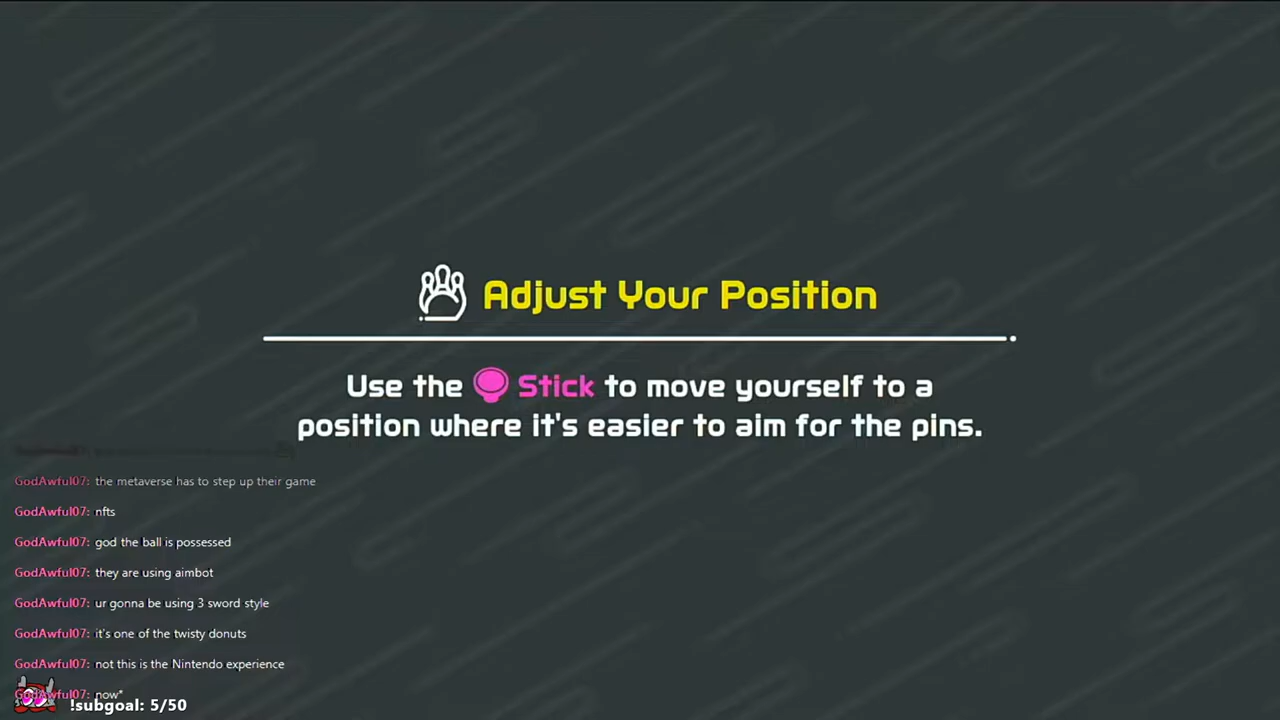 Adjust Your Position
Use the Stick to move yourself to a
position where it's easier to aim for the pins.
GodAwful07: the metaverse has to step up their game
GodAwful07: nfts
GodAwful07: god the ball is possessed
GodAwful07: they are using aimbot
GodAwful07: ur gonna be using 3 sword style
GodAwful07: it's one of the twisty donuts
GodAwful07: not this is the Nintendo experience
GodAwful07: now*
!subgoal: 5/50